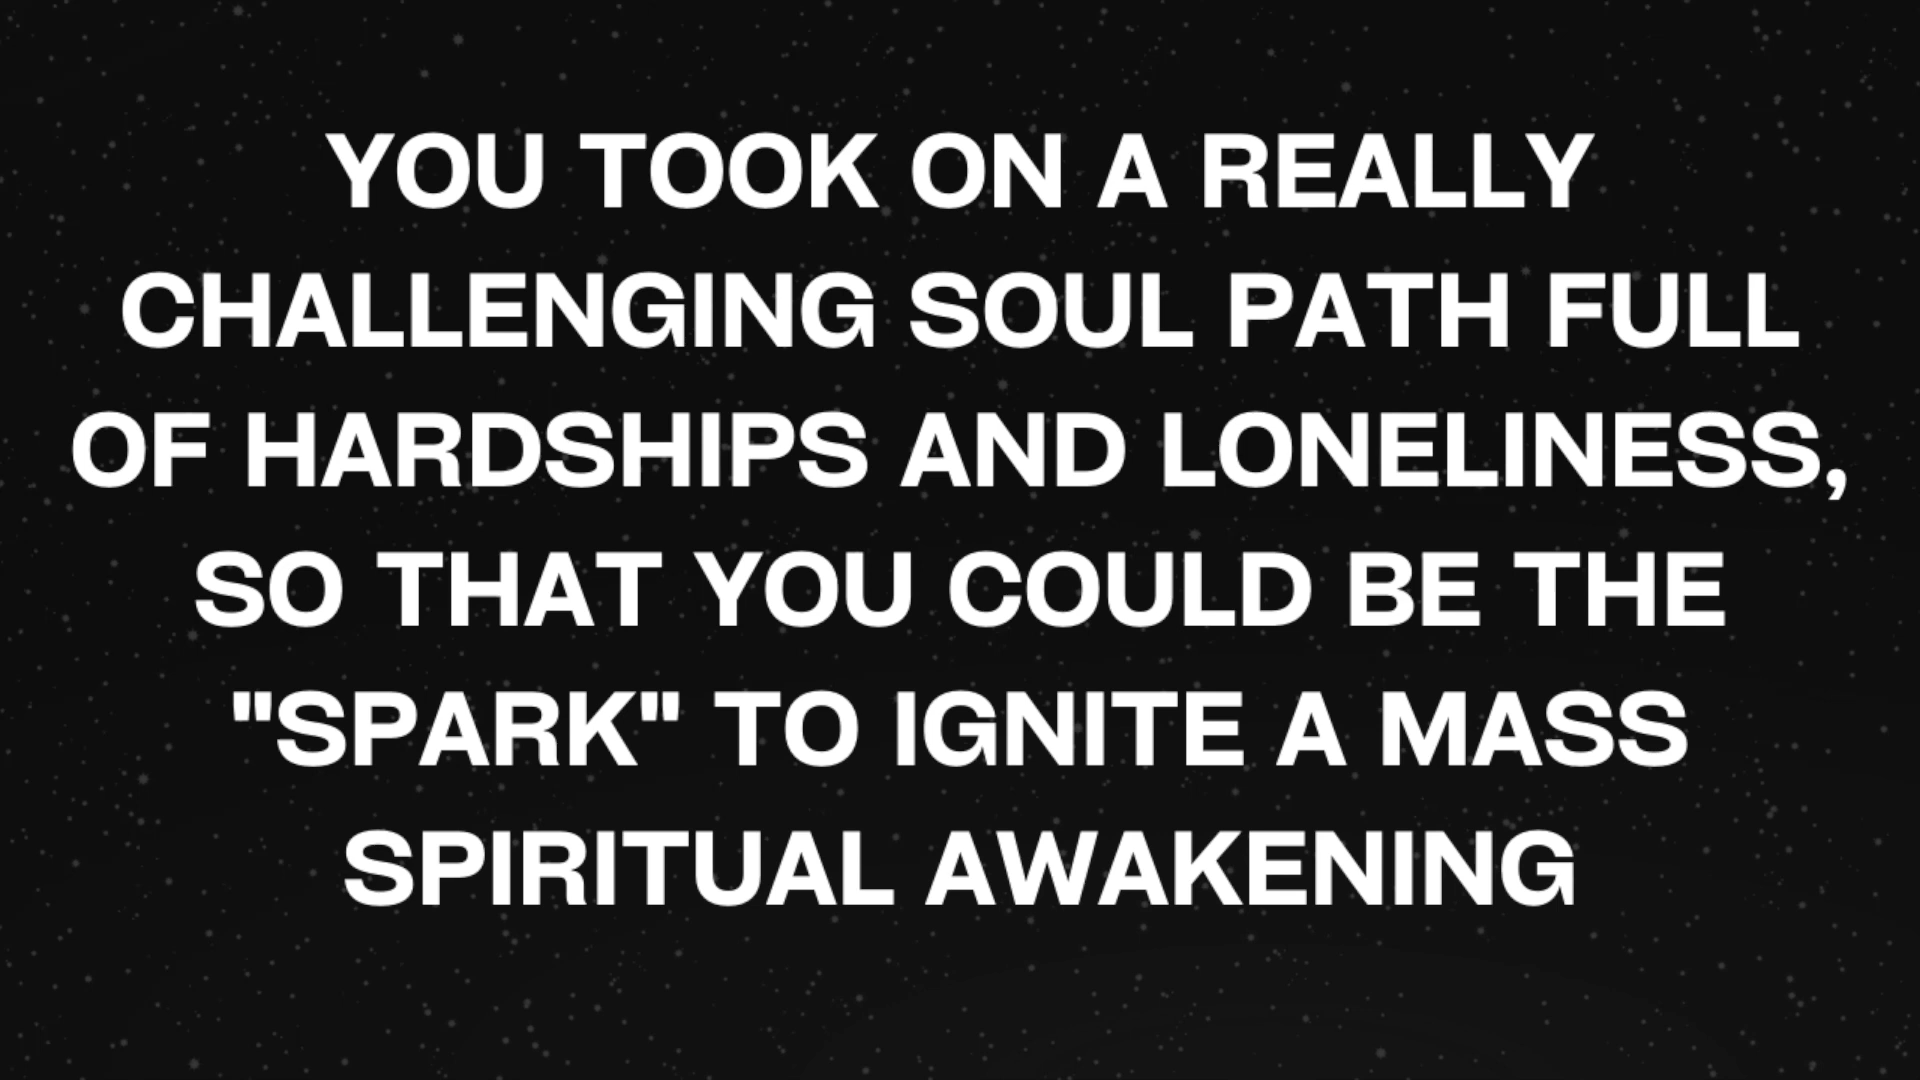 YOU TOOK ON A REALLY
CHALLENGING SOUL PATH FULL
OF HARDSHIPS AND LONELINESS,
SO THAT YOU COULD BE THE
"SPARK" TO IGNITE A MASS
SPIRITUAL AWAKENING